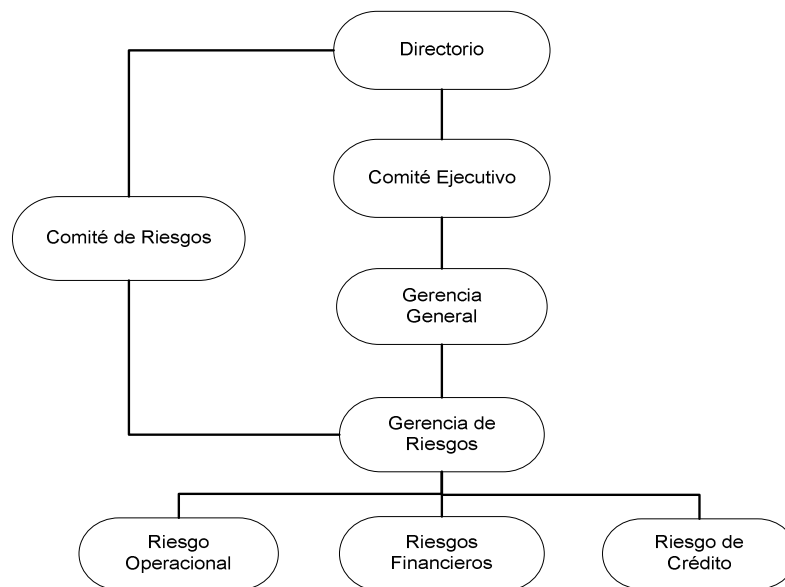 Directorio
Comité Ejecutivo
Comité de Riesgos
Gerencia
General
Gerencia de
Riesgos
Riesgo
Operacional
Riesgos
Financieros
Riesgo de
Crédito